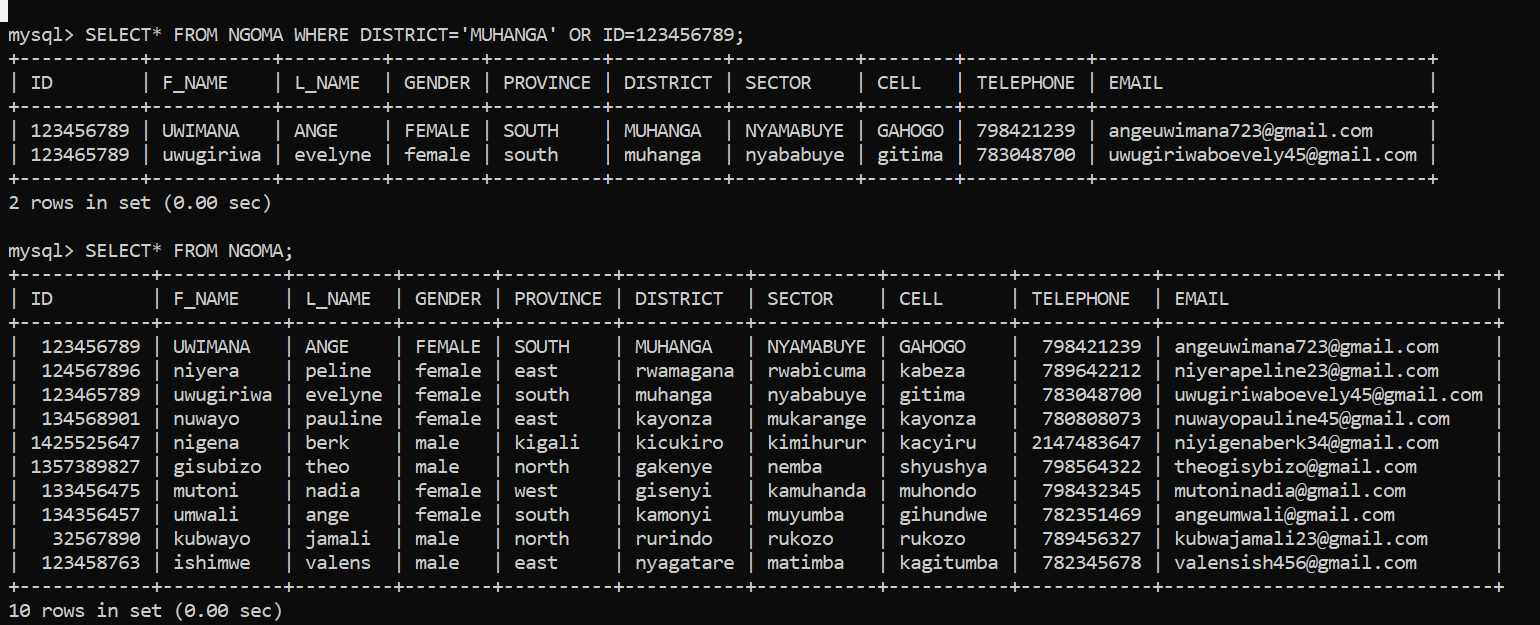 mysql> SELECT* FROM NGOMA WHERE DISTRICT='MUHANGA' OR ID=123456789;
+-----------+-----------+---------+--------+----------+----------+-----------+--------+-----------+------------------------------+
| ID        | F_NAME    | L_NAME  | GENDER | PROVINCE | DISTRICT | SECTOR    | CELL   | TELEPHONE | EMAIL                        |
+-----------+-----------+---------+--------+----------+----------+-----------+--------+-----------+------------------------------+
| 123456789 | UWIMANA   | ANGE    | FEMALE | SOUTH    | MUHANGA  | NYAMABUYE | GAHOGO | 798421239 | angeuwimana723@gmail.com     |
| 123465789 | uwugiriwa | evelyne | female | south    | muhanga  | nyababuye | gitima | 783048700 | uwugiriwaboevely45@gmail.com |
+-----------+-----------+---------+--------+----------+----------+-----------+--------+-----------+------------------------------+
2 rows in set (0.00 sec)
mysql> SELECT* FROM NGOMA;
+------------+-----------+---------+--------+----------+-----------+-----------+-----------+------------+------------------------------+
| ID         | F_NAME    | L_NAME  | GENDER | PROVINCE | DISTRICT  | SECTOR    | CELL      | TELEPHONE  | EMAIL                        |
+------------+-----------+---------+--------+----------+-----------+-----------+-----------+------------+------------------------------+
|  123456789 | UWIMANA   | ANGE    | FEMALE | SOUTH    | MUHANGA   | NYAMABUYE | GAHOGO    |  798421239 | angeuwimana723@gmail.com     |
|  124567896 | niyera    | peline  | female | east     | rwamagana | rwabicuma | kabeza    |  789642212 | niyerapeline23@gmail.com     |
|  123465789 | uwugiriwa | evelyne | female | south    | muhanga   | nyababuye | gitima    |  783048700 | uwugiriwaboevely45@gmail.com |
|  134568901 | nuwayo    | pauline | female | east     | kayonza   | mukarange | kayonza   |  780808073 | nuwayopauline45@gmail.com    |
| 1425525647 | nigena    | berk    | male   | kigali   | kicukiro  | kimihurur | kacyiru   | 2147483647 | niyigenaberk34@gmail.com     |
| 1357389827 | gisubizo  | theo    | male   | north    | gakenye   | nemba     | shyushya  |  798564322 | theogisybizo@gmail.com       |
|  133456475 | mutoni    | nadia   | female | west     | gisenyi   | kamuhanda | muhondo   |  798432345 | mutoninadia@gmail.com        |
|  134356457 | umwali    | ange    | female | south    | kamonyi   | muyumba   | gihundwe  |  782351469 | angeumwali@gmail.com         |
|   32567890 | kubwayo   | jamali  | male   | north    | rurindo   | rukozo    | rukozo    |  789456327 | kubwajamali23@gmail.com      |
|  123458763 | ishimwe   | valens  | male   | east     | nyagatare | matimba   | kagitumba |  782345678 | valensish456@gmail.com       |
+------------+-----------+---------+--------+----------+-----------+-----------+-----------+------------+------------------------------+
10 rows in set (0.00 sec)